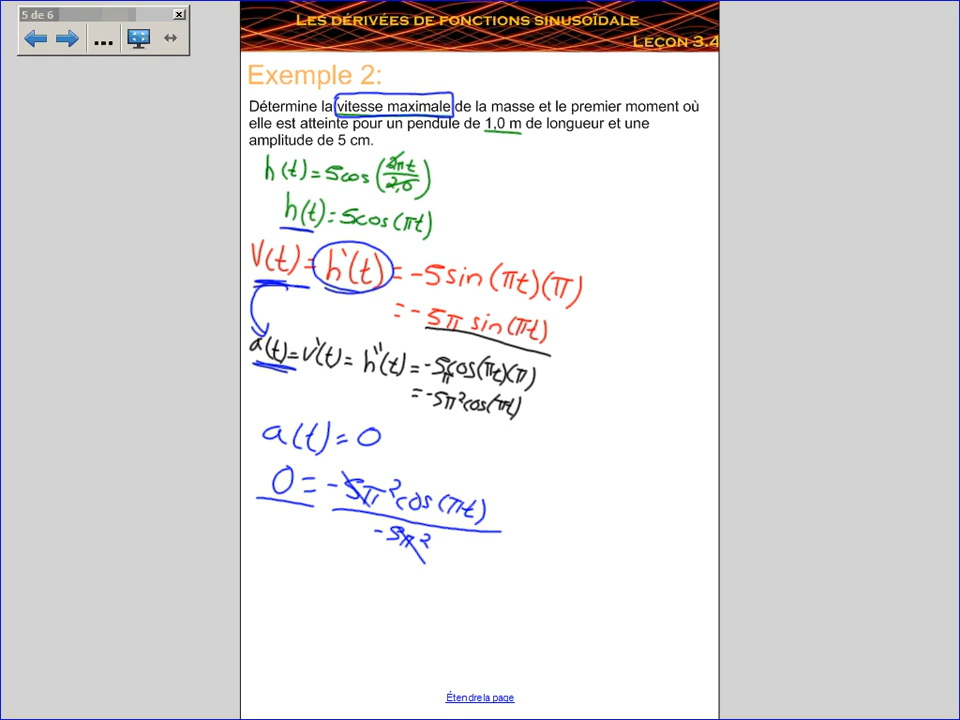 5 de 6
LES DÉRIVÉES DE FONCTIONS SINUSOÏDALE
LEÇON 3.4
Exemple 2:
Détermine la vitesse maximale de la masse et le premier moment où
elle est atteinte pour un pendule de 1,0 m de longueur et une
amplitude de 5 cm.
h(t)=5cos(2πt/2,0)
h(t)=5cos(πt)
V(t)=h'(t)=-5sin(πt)(π)
=-5π sin(πt)
a(t)=v'(t)=h''(t)=-5πcos(πt)(π)
=-5π²cos(πt)
a(t)=0
0=-5π²cos(πt)
-5π²
Étendre la page